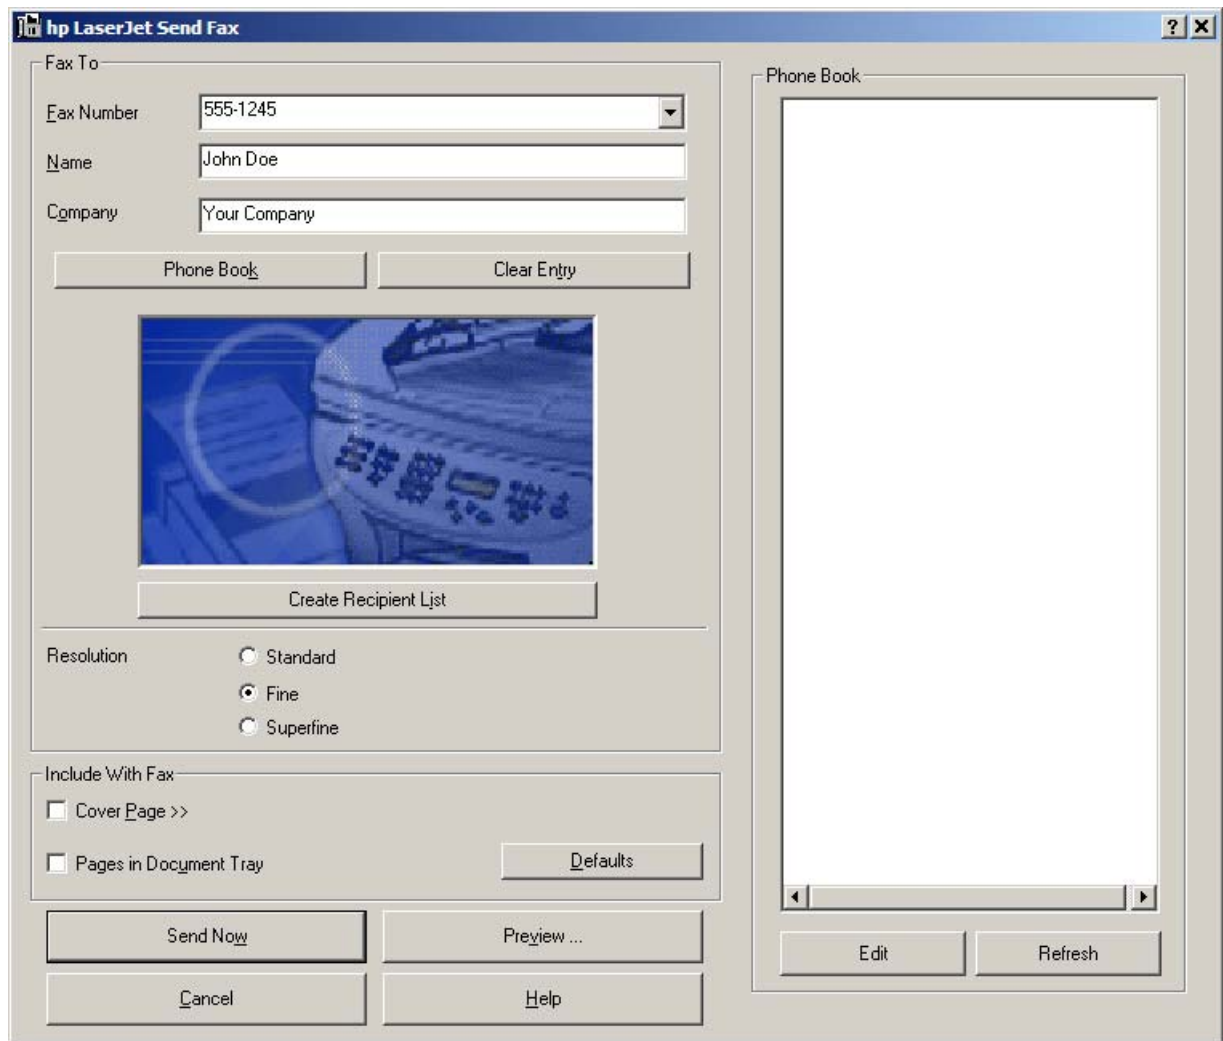 hp LaserJet Send Fax
Fax To
Fax Number 555-1245
Name John Doe
Company Your Company
Phone Book Clear Entry
Create Recipient List
Resolution
Standard
Fine
Superfine
Include With Fax
Cover Page >>
Pages in Document Tray
Defaults
Send Now Preview ...
Cancel Help
Phone Book
Edit Refresh